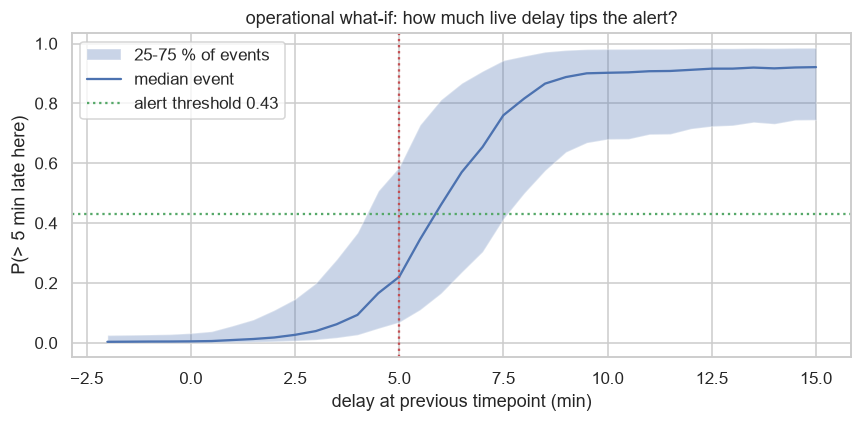 operational what-if: how much live delay tips the alert?
25-75 % of events
median event
alert threshold 0.43
P(> 5 min late here)
1.0
0.8
0.6
0.4
0.2
0.0
−2.5 0.0 2.5 5.0 7.5 10.0 12.5 15.0
delay at previous timepoint (min)